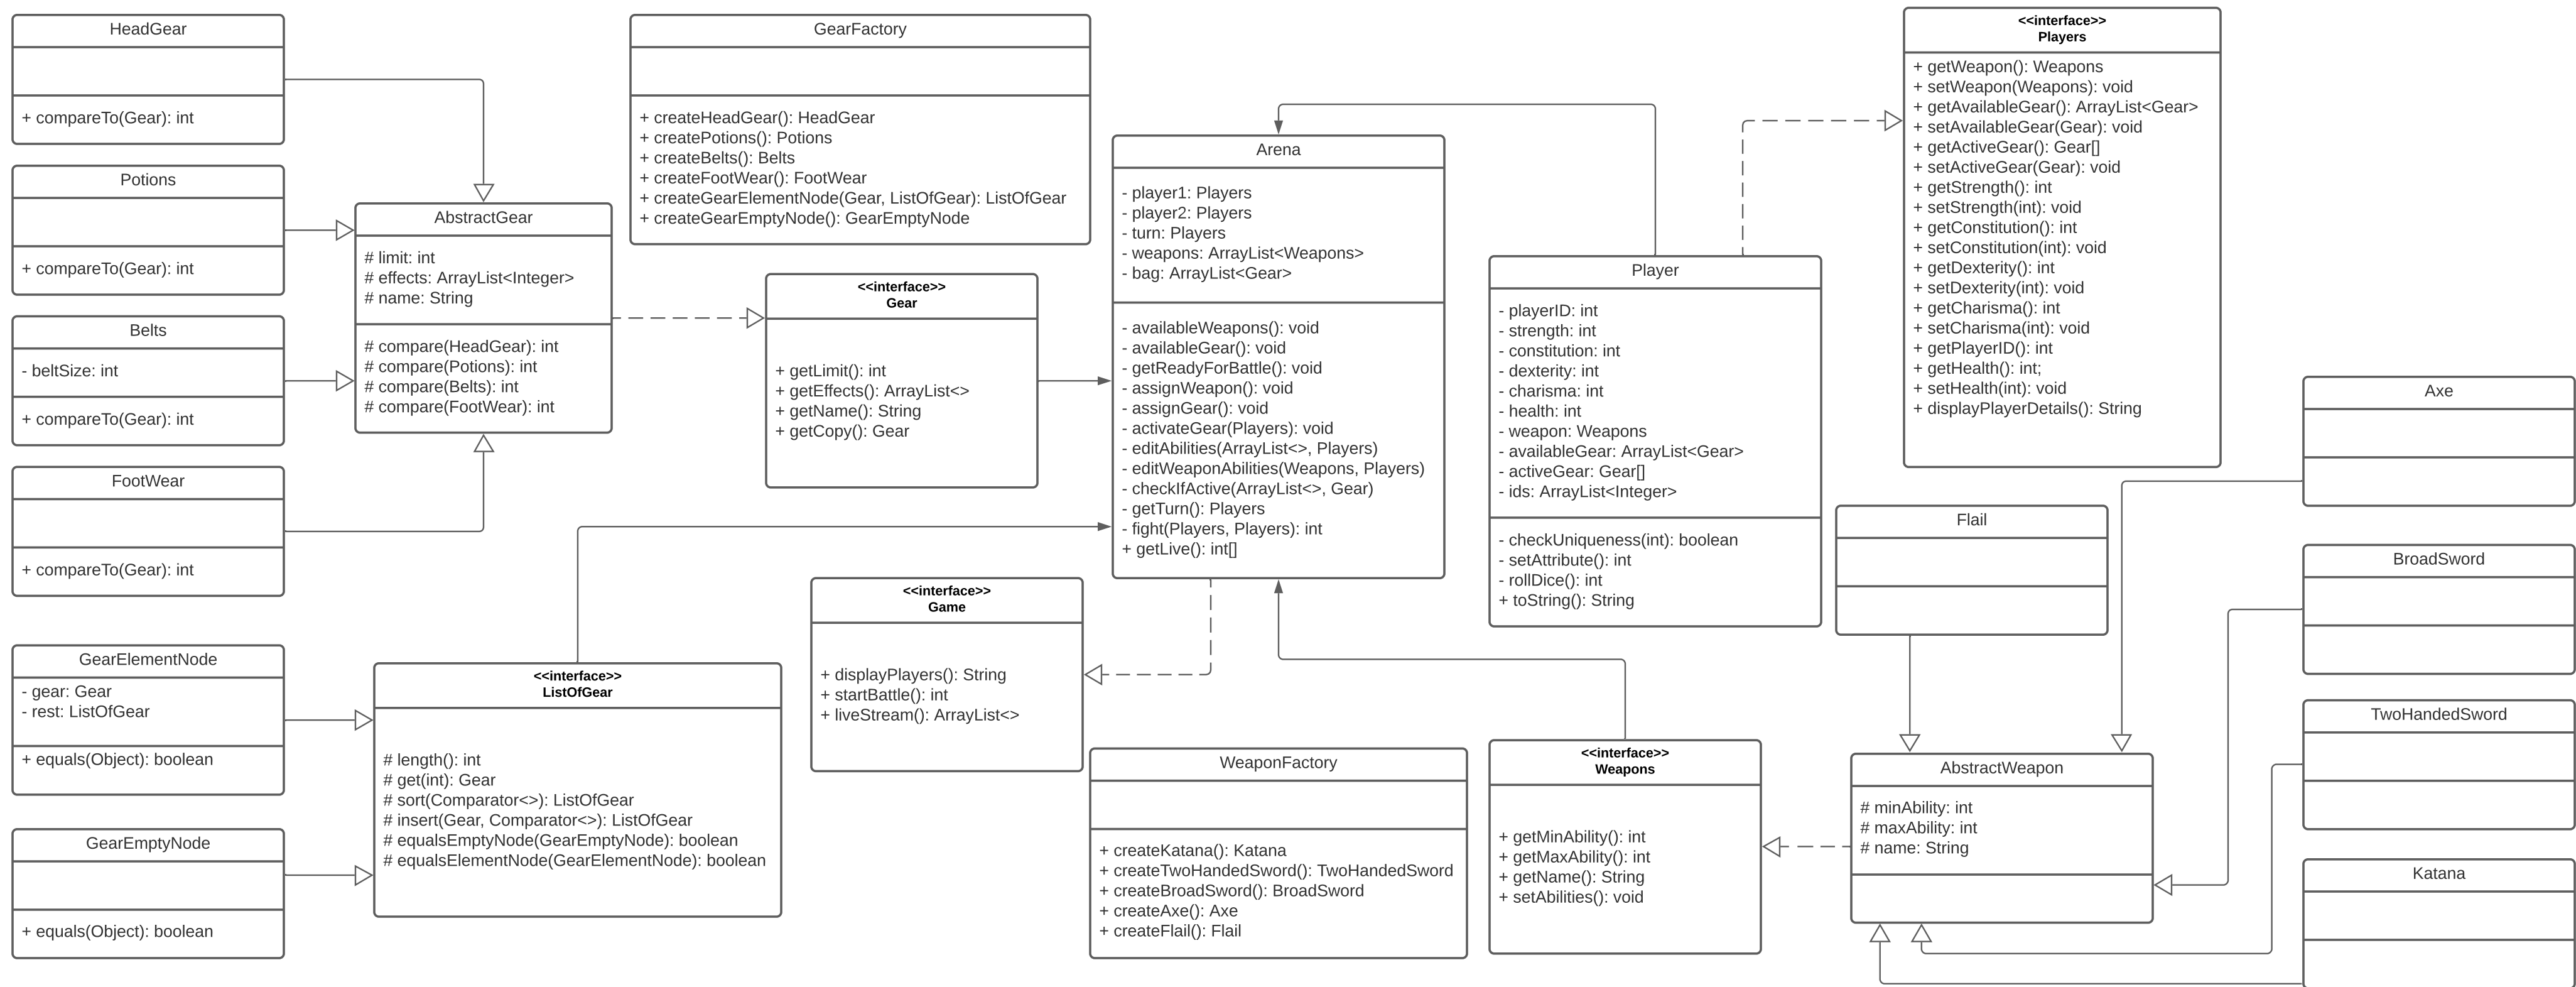 HeadGear
+ compareTo(Gear): int
Potions
+ compareTo(Gear): int
Belts
- beltSize: int
+ compareTo(Gear): int
FootWear
+ compareTo(Gear): int
GearElementNode
- gear: Gear
- rest: ListOfGear
+ equals(Object): boolean
GearEmptyNode
+ equals(Object): boolean
AbstractGear
# limit: int
# effects: ArrayList<Integer>
# name: String
# compare(HeadGear): int
# compare(Potions): int
# compare(Belts): int
# compare(FootWear): int
<<interface>>
ListOfGear
# length(): int
# get(int): Gear
# sort(Comparator<>): ListOfGear
# insert(Gear, Comparator<>): ListOfGear
# equalsEmptyNode(GearEmptyNode): boolean
# equalsElementNode(GearElementNode): boolean
GearFactory
+ createHeadGear(): HeadGear
+ createPotions(): Potions
+ createBelts(): Belts
+ createFootWear(): FootWear
+ createGearElementNode(Gear, ListOfGear): ListOfGear
+ createGearEmptyNode(): GearEmptyNode
<<interface>>
Gear
+ getLimit(): int
+ getEffects(): ArrayList<>
+ getName(): String
+ getCopy(): Gear
<<interface>>
Game
+ displayPlayers(): String
+ startBattle(): int
+ liveStream(): ArrayList<>
Arena
- player1: Players
- player2: Players
- turn: Players
- weapons: ArrayList<Weapons>
- bag: ArrayList<Gear>
- availableWeapons(): void
- availableGear(): void
- getReadyForBattle(): void
- assignWeapon(): void
- assignGear(): void
- activateGear(Players): void
- editAbilities(ArrayList<>, Players)
- editWeaponAbilities(Weapons, Players)
- checkIfActive(ArrayList<>, Gear)
- getTurn(): Players
- fight(Players, Players): int
+ getLive(): int[]
WeaponFactory
+ createKatana(): Katana
+ createTwoHandedSword(): TwoHandedSword
+ createBroadSword(): BroadSword
+ createAxe(): Axe
+ createFlail(): Flail
Player
- playerID: int
- strength: int
- constitution: int
- dexterity: int
- charisma: int
- health: int
- weapon: Weapons
- availableGear: ArrayList<Gear>
- activeGear: Gear[]
- ids: ArrayList<Integer>
- checkUniqueness(int): boolean
- setAttribute(): int
- rollDice(): int
+ toString(): String
<<interface>>
Weapons
+ getMinAbility(): int
+ getMaxAbility(): int
+ getName(): String
+ setAbilities(): void
<<interface>>
Players
+ getWeapon(): Weapons
+ setWeapon(Weapons): void
+ getAvailableGear(): ArrayList<Gear>
+ setAvailableGear(Gear): void
+ getActiveGear(): Gear[]
+ setActiveGear(Gear): void
+ getStrength(): int
+ setStrength(int): void
+ getConstitution(): int
+ setConstitution(int): void
+ getDexterity(): int
+ setDexterity(int): void
+ getCharisma(): int
+ setCharisma(int): void
+ getPlayerID(): int
+ getHealth(): int;
+ setHealth(int): void
+ displayPlayerDetails(): String
Flail
AbstractWeapon
# minAbility: int
# maxAbility: int
# name: String
Axe
BroadSword
TwoHandedSword
Katana